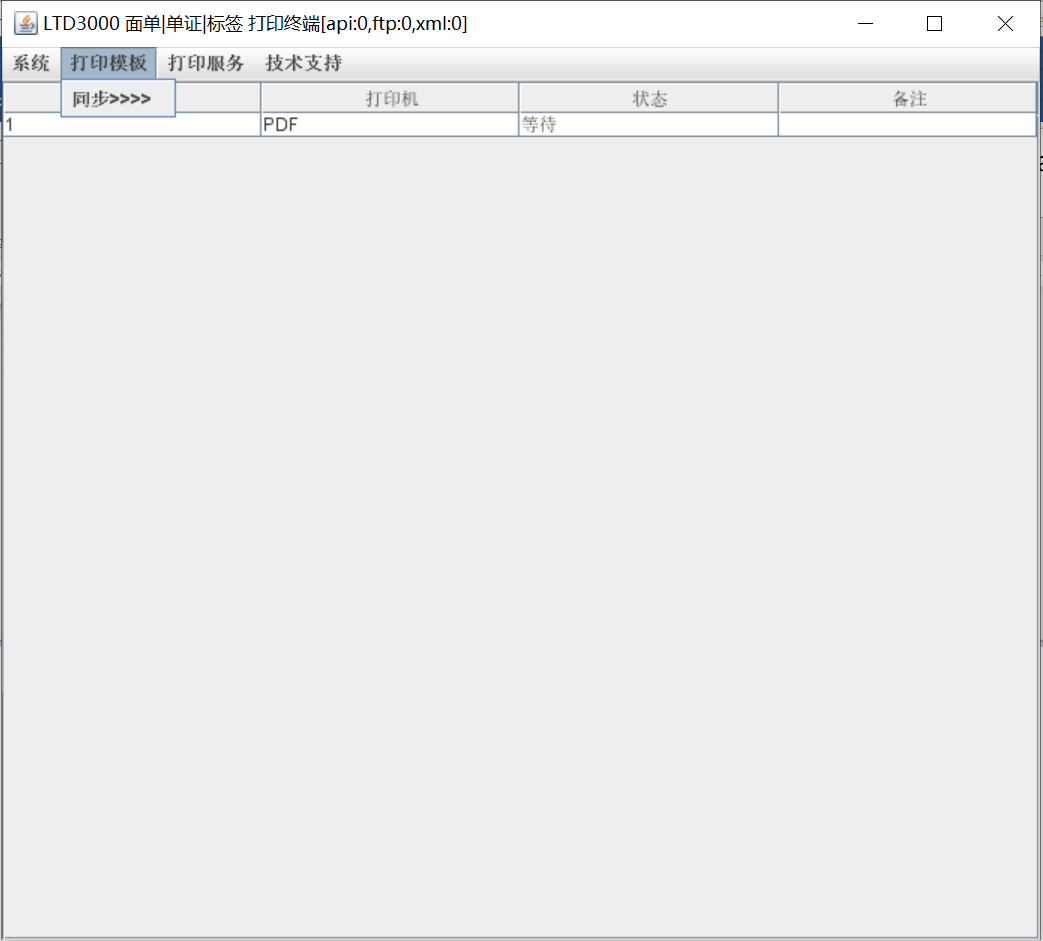 LTD3000 面单|单证|标签 打印终端[api:0,ftp:0,xml:0]
系统 打印模板 打印服务 技术支持
同步>>>> 打印机 状态 备注
1 PDF 等待